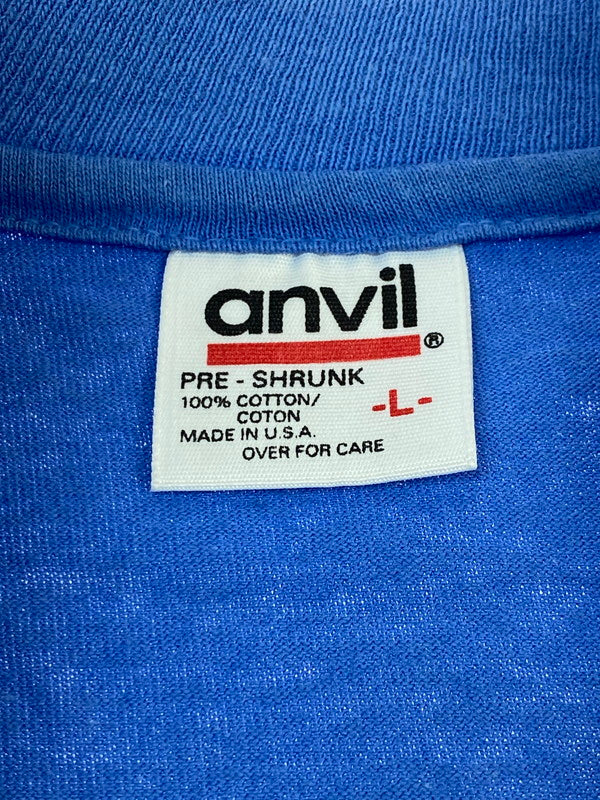 anvil®
PRE - SHRUNK
100% COTTON/
COTON
-L-
MADE IN U.S.A.
OVER FOR CARE